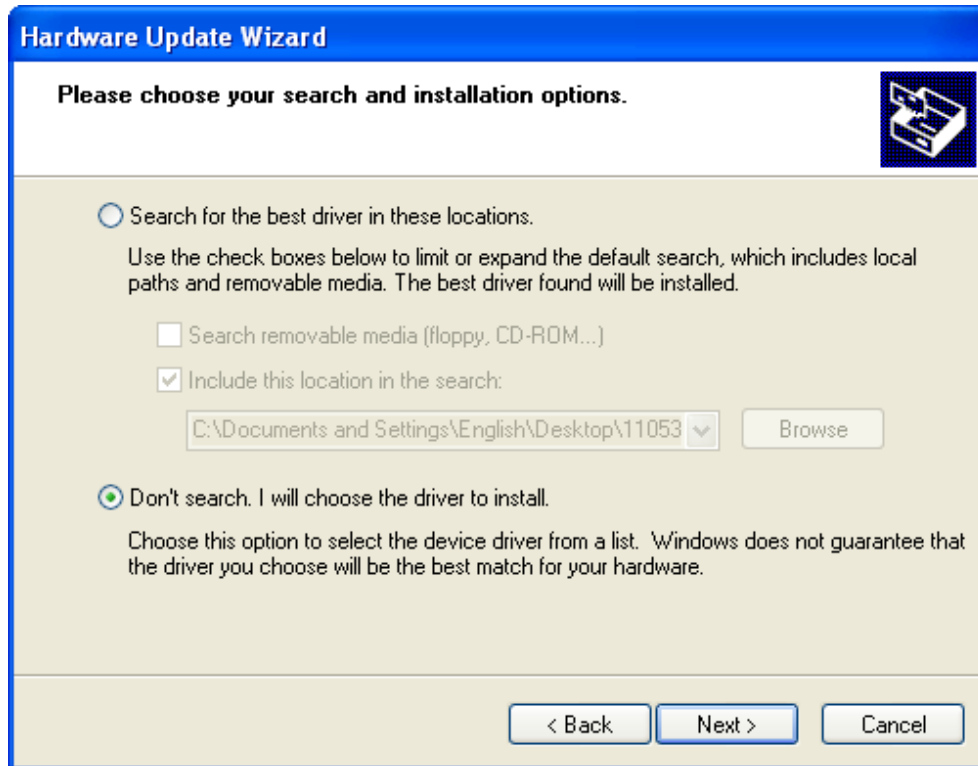 Hardware Update Wizard
Please choose your search and installation options.
Search for the best driver in these locations.
Use the check boxes below to limit or expand the default search, which includes local
paths and removable media. The best driver found will be installed.
Search removable media (floppy, CD-ROM...)
Include this location in the search:
C:\Documents and Settings\English\Desktop\11053
Browse
Don't search. I will choose the driver to install.
Choose this option to select the device driver from a list. Windows does not guarantee that
the driver you choose will be the best match for your hardware.
< Back Next > Cancel